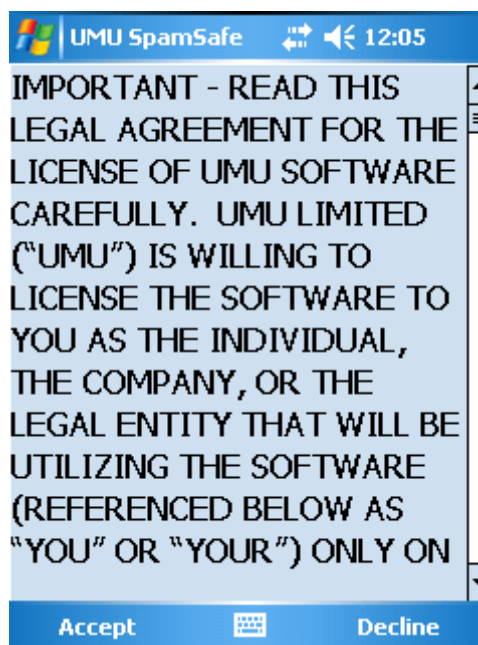 UMU SpamSafe 12:05
IMPORTANT - READ THIS
LEGAL AGREEMENT FOR THE
LICENSE OF UMU SOFTWARE
CAREFULLY.  UMU LIMITED
(“UMU”) IS WILLING TO
LICENSE THE SOFTWARE TO
YOU AS THE INDIVIDUAL,
THE COMPANY, OR THE
LEGAL ENTITY THAT WILL BE
UTILIZING THE SOFTWARE
(REFERENCED BELOW AS
“YOU” OR “YOUR”) ONLY ON
Accept Decline